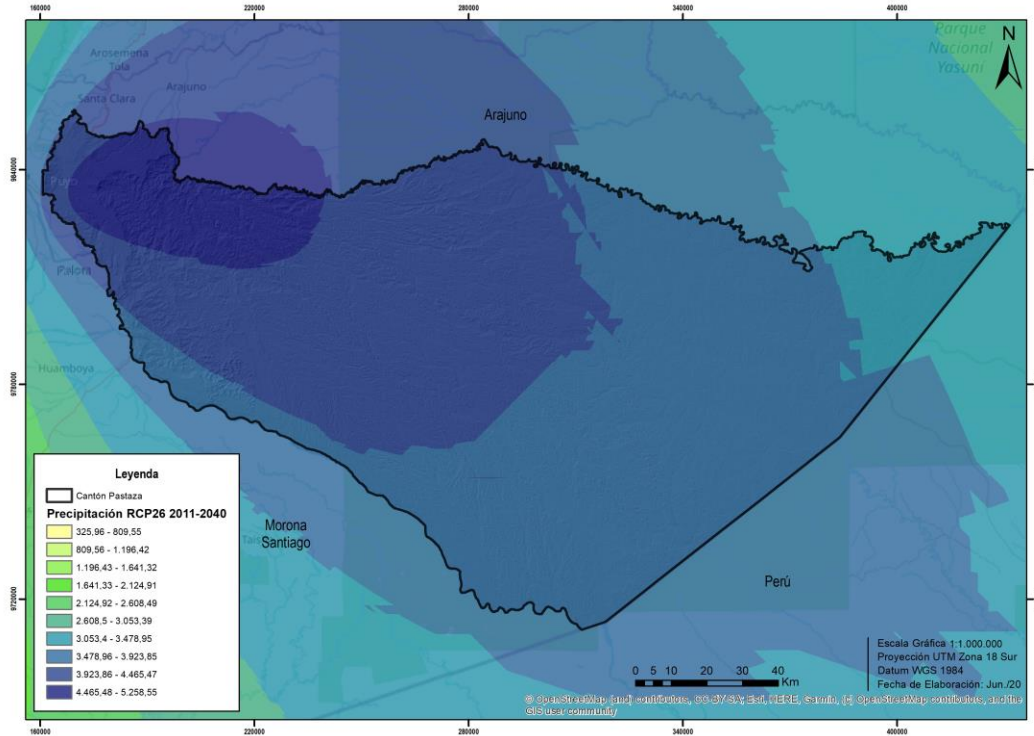 160000 220000 280000 340000 400000
Parque
Nacional
Yasuní
N
Arosemena
Tola
Arajuno
Santa Clara
Arajuno
9840000
Puyo
Palora
Huamboya
9780000
Leyenda
Cantón Pastaza
Precipitación RCP26 2011-2040
325,96 - 809,55
809,56 - 1.196,42
1.196,43 - 1.641,32
1.641,33 - 2.124,91
2.124,92 - 2.608,49
2.608,5 - 3.053,39
3.053,4 - 3.478,95
3.478,96 - 3.923,85
3.923,86 - 4.465,47
4.465,48 - 5.258,55
Morona
Santiago
Perú
9720000
Escala Gráfica 1:1.000.000
Proyección UTM Zona 18 Sur
Datum WGS 1984
Fecha de Elaboración: Jun./20
0 5 10 20 30 40
Km
© OpenStreetMap (and) contributors, CC-BY-SA, Esri, HERE, Garmin, (c) OpenStreetMap contributors, and the
GIS user community
160000 220000 280000 340000 400000